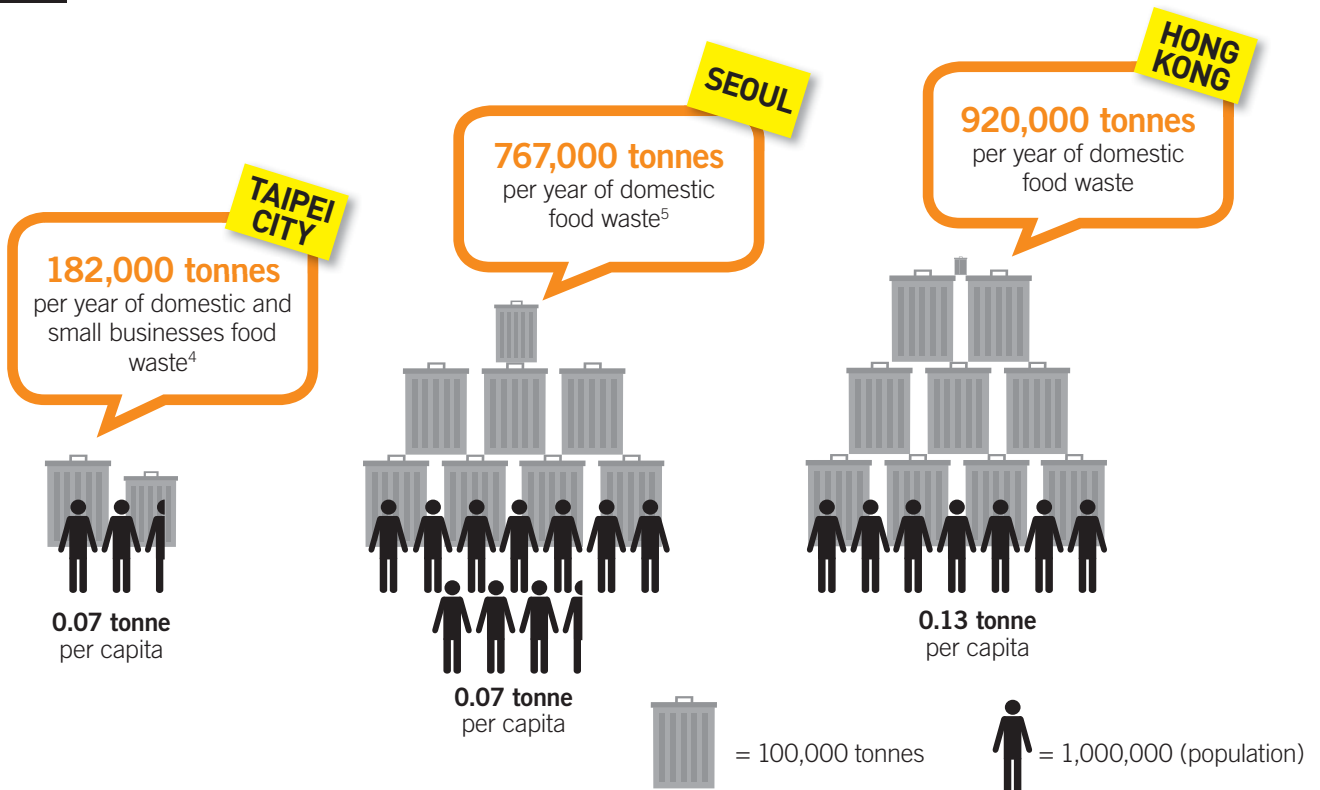 TAIPEI
CITY
182,000 tonnes
per year of domestic and
small businesses food
waste⁴
0.07 tonne
per capita
SEOUL
767,000 tonnes
per year of domestic
food waste⁵
0.07 tonne
per capita
HONG
KONG
920,000 tonnes
per year of domestic
food waste
0.13 tonne
per capita
= 100,000 tonnes
= 1,000,000 (population)